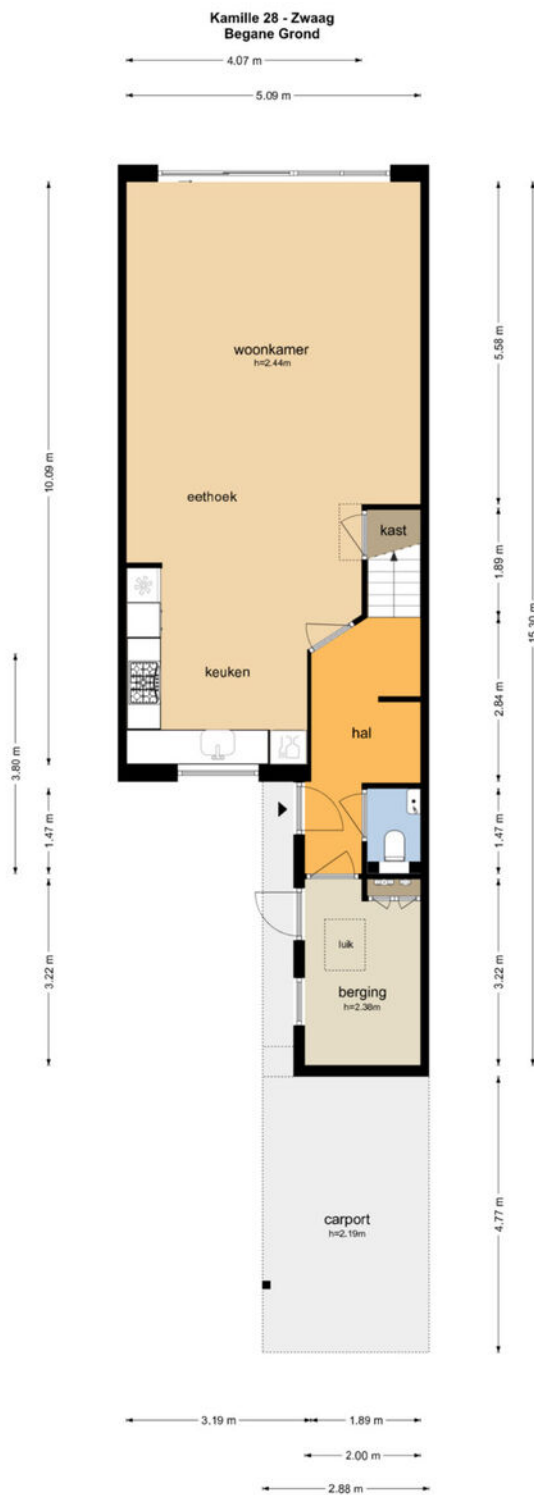 Kamille 28 - Zwaag
Begane Grond
4.07 m
5.09 m
woonkamer
h=2.44m
5.58 m
10.09 m
eethoek
kast
1.89 m
15.30 m
keuken
hal
2.84 m
3.80 m
1.47 m
1.47 m
luik
berging
h=2.38m
3.22 m
3.22 m
carport
h=2.19m
4.77 m
3.19 m
1.89 m
2.00 m
2.88 m